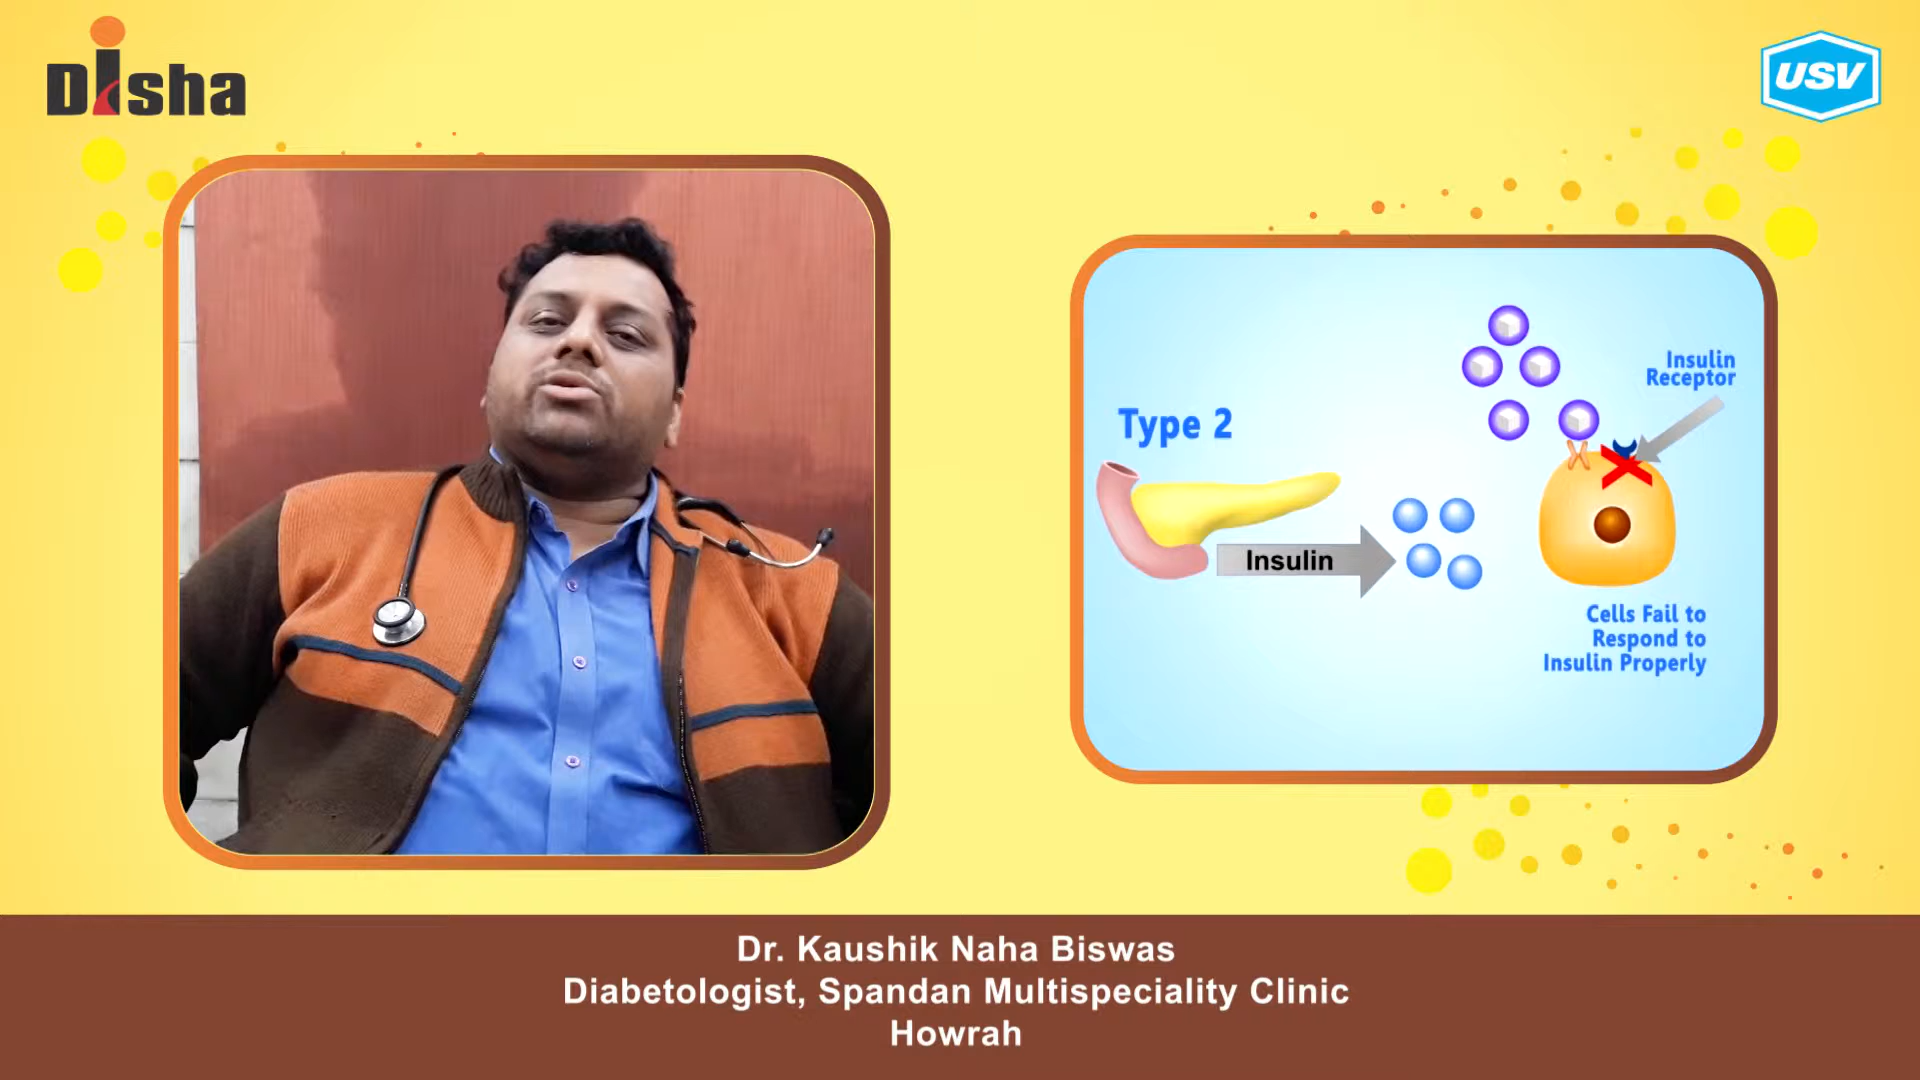 Disha
USV
Type 2
Insulin
Insulin
Receptor
Cells Fail to
Respond to
Insulin Properly
Dr. Kaushik Naha Biswas
Diabetologist, Spandan Multispeciality Clinic
Howrah